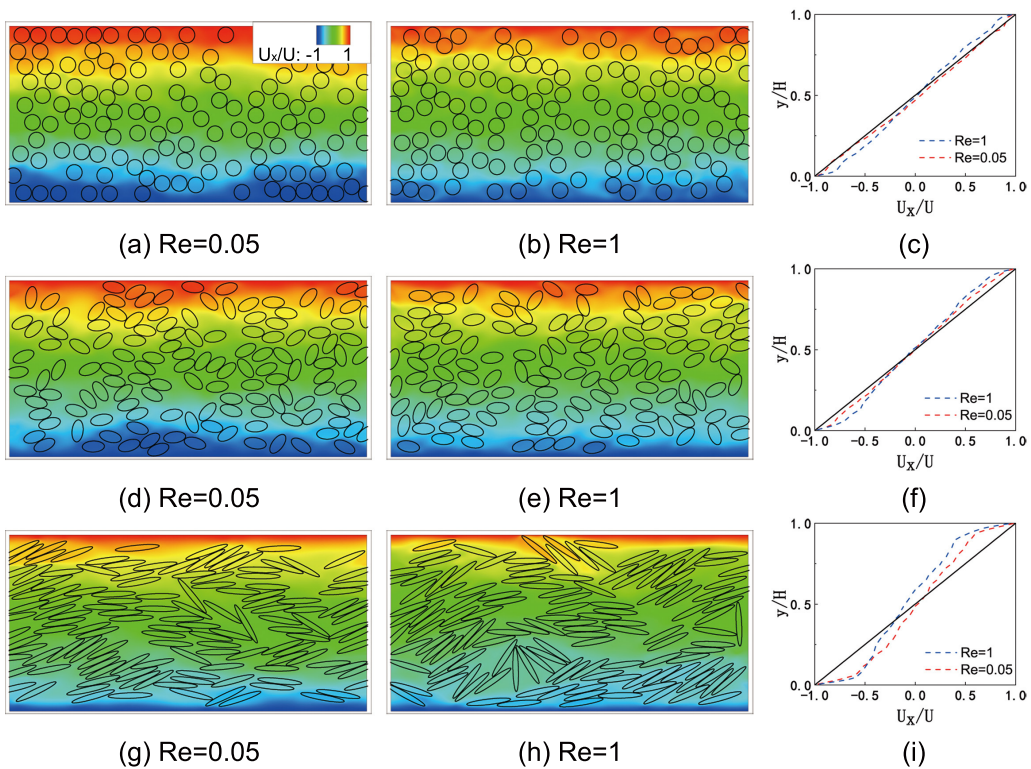 Uₓ/U: -1 1
(a) Re=0.05
(b) Re=1
1.0
y/H
0.5
0.0
Re=1
Re=0.05
-1.0 -0.5 0.0 0.5 1.0
Uₓ/U
(c)
(d) Re=0.05
(e) Re=1
1.0
y/H
0.5
0.0
Re=1
Re=0.05
-1.0 -0.5 0.0 0.5 1.0
Uₓ/U
(f)
(g) Re=0.05
(h) Re=1
1.0
y/H
0.5
0.0
Re=1
Re=0.05
-1.0 -0.5 0.0 0.5 1.0
Uₓ/U
(i)